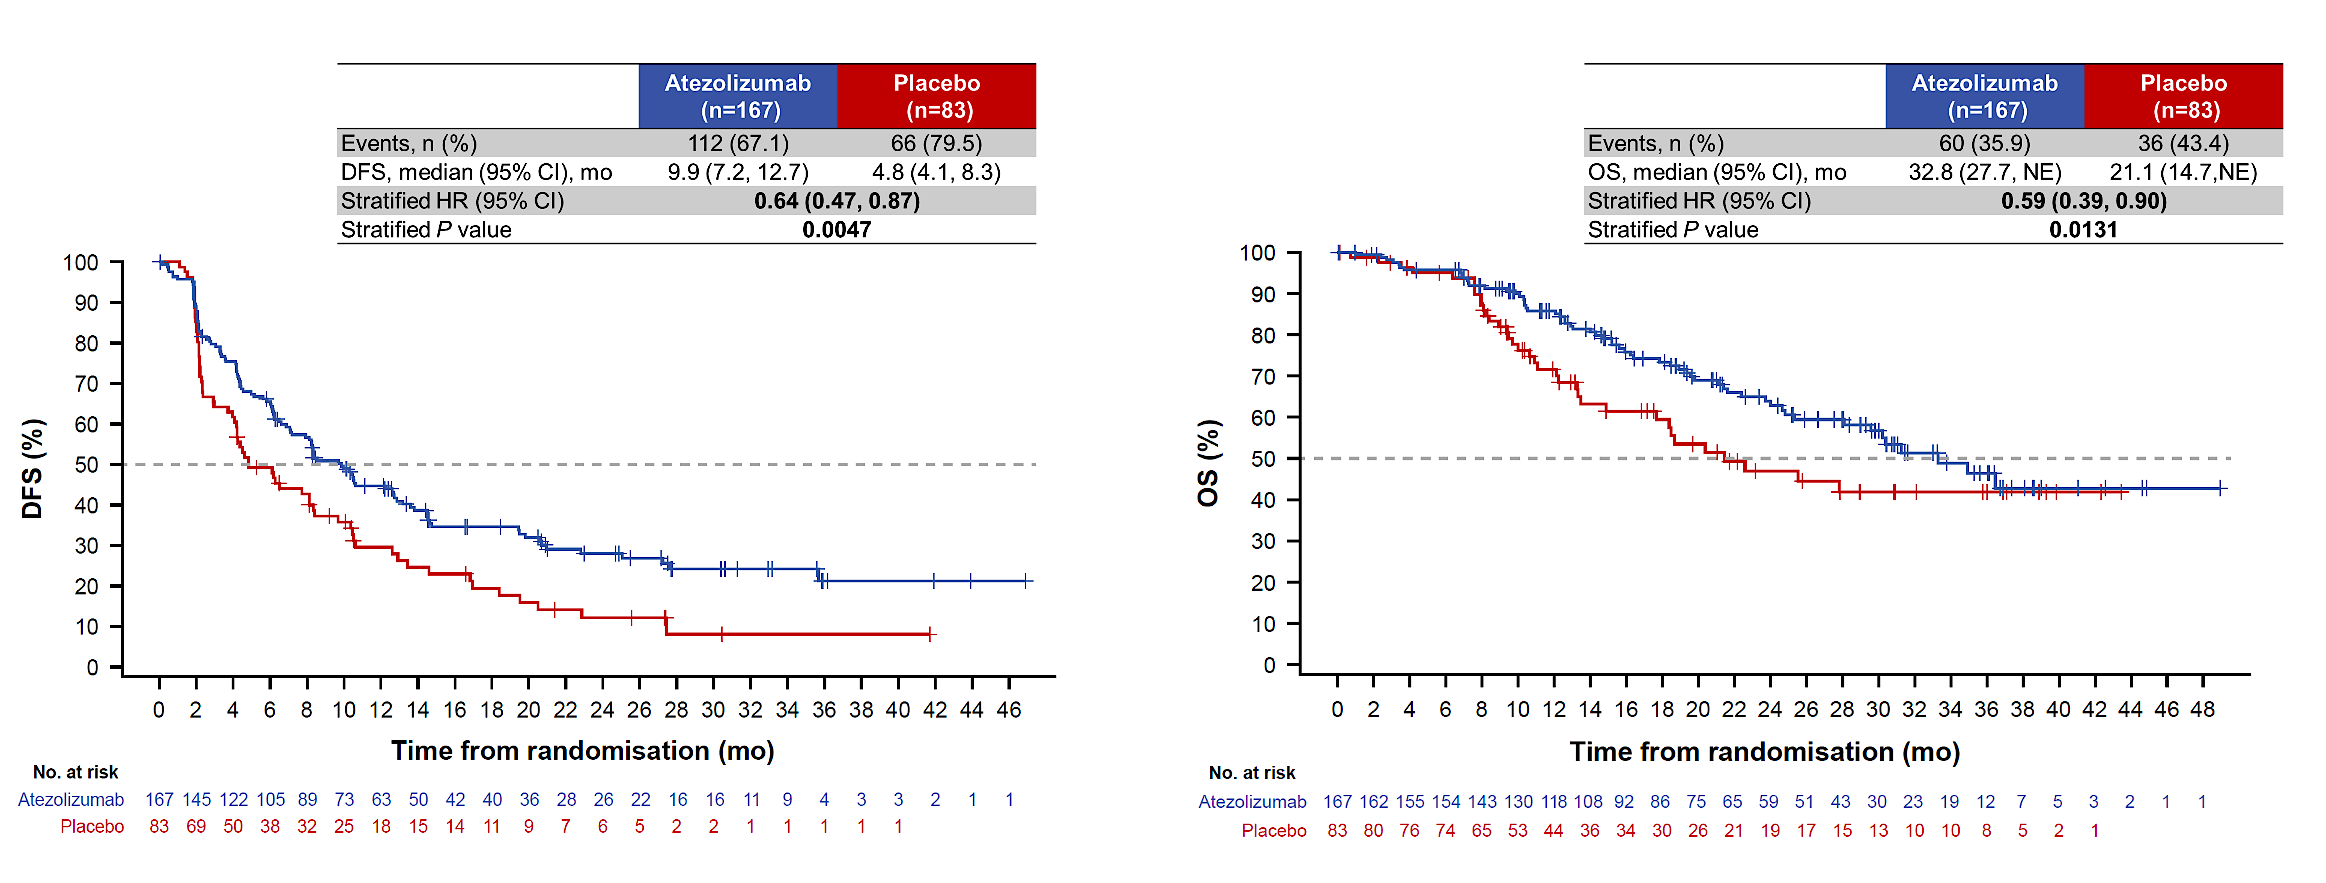 Atezolizumab (n=167) Placebo (n=83)
Events, n (%) 112 (67.1) 66 (79.5)
DFS, median (95% CI), mo 9.9 (7.2, 12.7) 4.8 (4.1, 8.3)
Stratified HR (95% CI) 0.64 (0.47, 0.87)
Stratified P value 0.0047
DFS (%)
100
90
80
70
60
50
40
30
20
10
0
0 2 4 6 8 10 12 14 16 18 20 22 24 26 28 30 32 34 36 38 40 42 44 46
Time from randomisation (mo)
No. at risk
Atezolizumab 167 145 122 105 89 73 63 50 42 40 36 28 26 22 16 16 11 9 4 3 3 2 1 1
Placebo 83 69 50 38 32 25 18 15 14 11 9 7 6 5 2 2 1 1 1 1 1
Atezolizumab (n=167) Placebo (n=83)
Events, n (%) 60 (35.9) 36 (43.4)
OS, median (95% CI), mo 32.8 (27.7, NE) 21.1 (14.7,NE)
Stratified HR (95% CI) 0.59 (0.39, 0.90)
Stratified P value 0.0131
OS (%)
100
90
80
70
60
50
40
30
20
10
0
0 2 4 6 8 10 12 14 16 18 20 22 24 26 28 30 32 34 36 38 40 42 44 46 48
Time from randomisation (mo)
No. at risk
Atezolizumab 167 162 155 154 143 130 118 108 92 86 75 65 59 51 43 30 23 19 12 7 5 3 2 1 1
Placebo 83 80 76 74 65 53 44 36 34 30 26 21 19 17 15 13 10 10 8 5 2 1